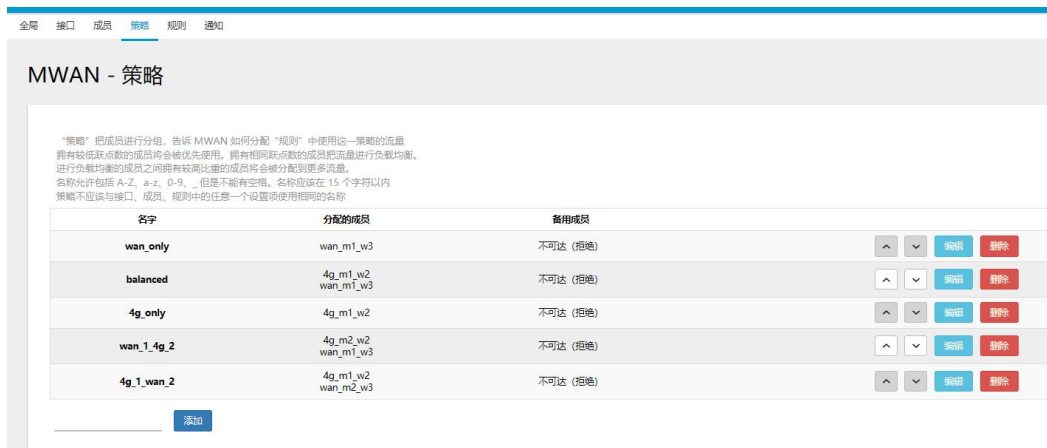 全局 接口 成员 策略 规则 通知
MWAN - 策略
“策略”把成员进行分组，告诉 MWAN 如何分配“规则”中使用这一策略的流量
拥有较低跃点数的成员将会被优先使用。拥有相同跃点数的成员把流量进行负载均衡。
进行负载均衡的成员之间拥有较高比重的成员将会被分配到更多流量。
名称允许包括 A-Z、a-z、0-9、_ 但是不能有空格。名称应该在 15 个字符以内
策略不应该与接口、成员、规则中的任意一个设置项使用相同的名称
名字 分配的成员 备用成员
wan_only wan_m1_w3 不可达 (拒绝) 编辑 删除
balanced 4g_m1_w2 不可达 (拒绝) 编辑 删除
wan_m1_w3
4g_only 4g_m1_w2 不可达 (拒绝) 编辑 删除
wan_1_4g_2 4g_m2_w2 不可达 (拒绝) 编辑 删除
wan_m1_w3
4g_1_wan_2 4g_m1_w2 不可达 (拒绝) 编辑 删除
wan_m2_w3
添加